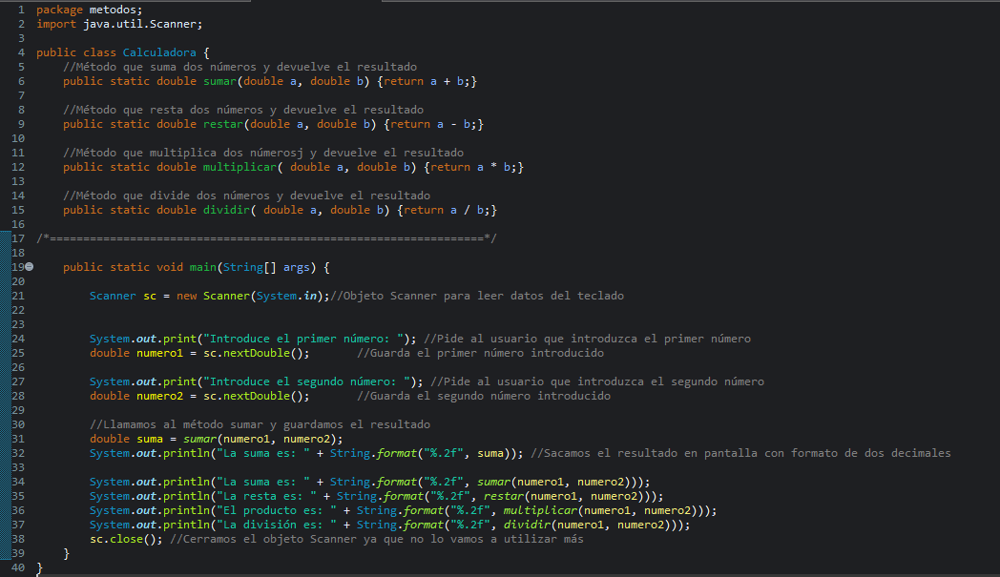 1 package metodos;
2 import java.util.Scanner;
3
4 public class Calculadora {
5 //Método que suma dos números y devuelve el resultado
6 public static double sumar(double a, double b) {return a + b;}
7
8 //Método que resta dos números y devuelve el resultado
9 public static double restar(double a, double b) {return a - b;}
10
11 //Método que multiplica dos númerosj y devuelve el resultado
12 public static double multiplicar( double a, double b) {return a * b;}
13
14 //Método que divide dos números y devuelve el resultado
15 public static double dividir( double a, double b) {return a / b;}
16
17 /*=================================================================*/
18
19 public static void main(String[] args) {
20
21 Scanner sc = new Scanner(System.in);//Objeto Scanner para leer datos del teclado
22
23
24 System.out.print("Introduce el primer número: "); //Pide al usuario que introduzca el primer número
25 double numero1 = sc.nextDouble(); //Guarda el primer número introducido
26
27 System.out.print("Introduce el segundo número: "); //Pide al usuario que introduzca el segundo número
28 double numero2 = sc.nextDouble(); //Guarda el segundo número introducido
29
30 //Llamamos al método sumar y guardamos el resultado
31 double suma = sumar(numero1, numero2);
32 System.out.println("La suma es: " + String.format("%.2f", suma)); //Sacamos el resultado en pantalla con formato de dos decimales
33
34 System.out.println("La suma es: " + String.format("%.2f", sumar(numero1, numero2)));
35 System.out.println("La resta es: " + String.format("%.2f", restar(numero1, numero2)));
36 System.out.println("El producto es: " + String.format("%.2f", multiplicar(numero1, numero2)));
37 System.out.println("La división es: " + String.format("%.2f", dividir(numero1, numero2)));
38 sc.close(); //Cerramos el objeto Scanner ya que no lo vamos a utilizar más
39 }
40 }